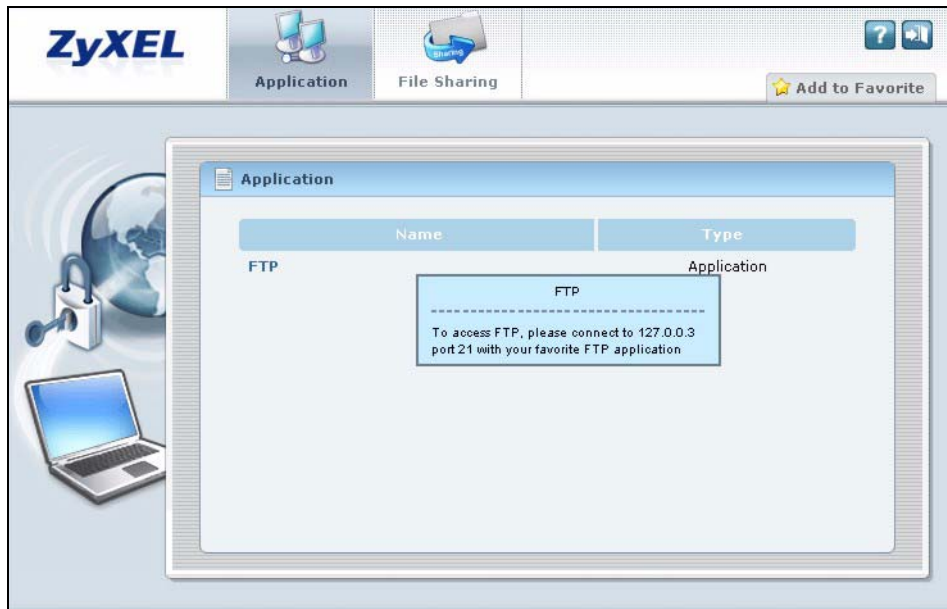 ZyXEL
Application
Sharing
File Sharing
?
Add to Favorite
Application
Name Type
FTP Application
FTP
To access FTP, please connect to 127.0.0.3
port 21 with your favorite FTP application